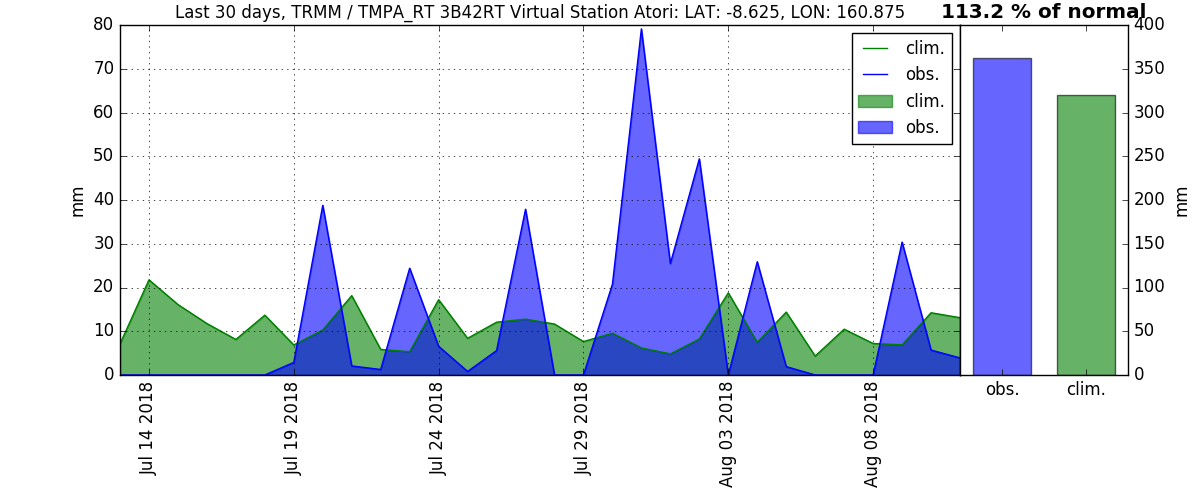 Last 30 days, TRMM / TMPA_RT 3B42RT Virtual Station Atori: LAT: -8.625, LON: 160.875
113.2 % of normal
80
70
60
50
40
30
20
10
0
mm
clim.
obs.
clim.
obs.
Jul 14 2018
Jul 19 2018
Jul 24 2018
Jul 29 2018
Aug 03 2018
Aug 08 2018
400
350
300
250
200
150
100
50
0
mm
obs.
clim.